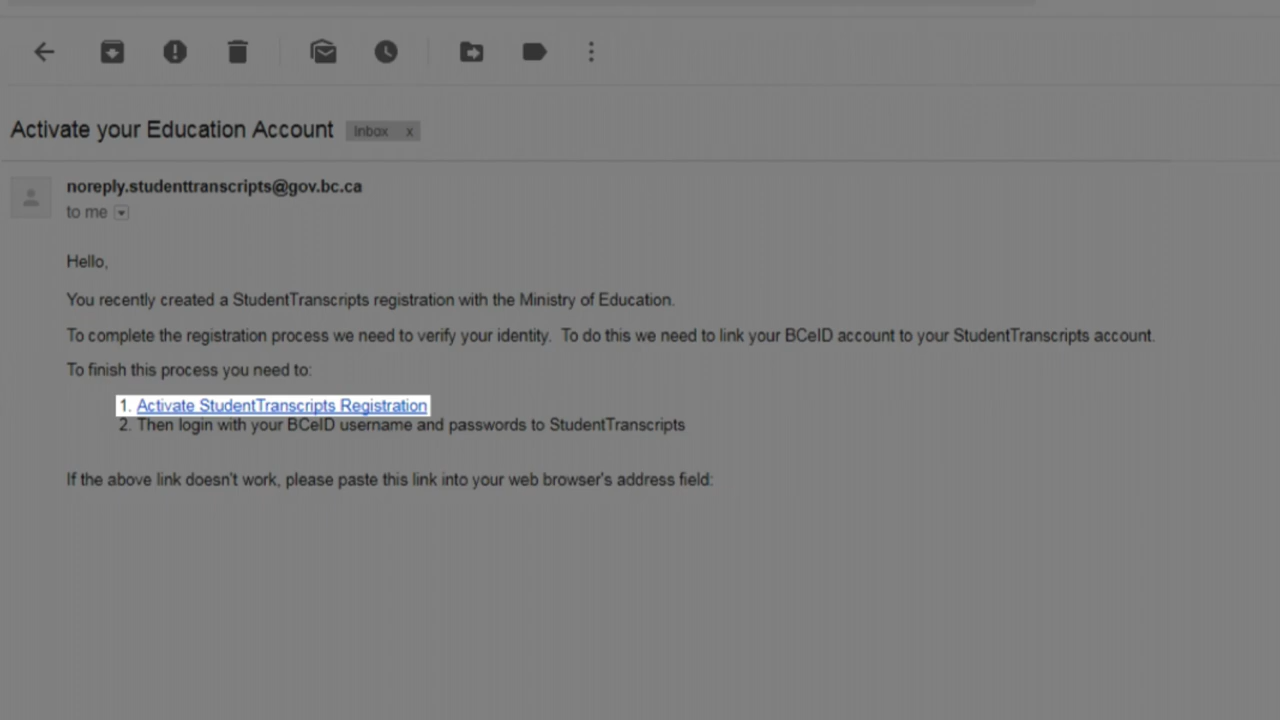 Activate your Education Account Inbox x
noreply.studenttranscripts@gov.bc.ca
to me
Hello,
You recently created a StudentTranscripts registration with the Ministry of Education.
To complete the registration process we need to verify your identity.  To do this we need to link your BCeID account to your StudentTranscripts account.
To finish this process you need to:
1. Activate StudentTranscripts Registration
2. Then login with your BCeID username and passwords to StudentTranscripts
If the above link doesn't work, please paste this link into your web browser's address field: